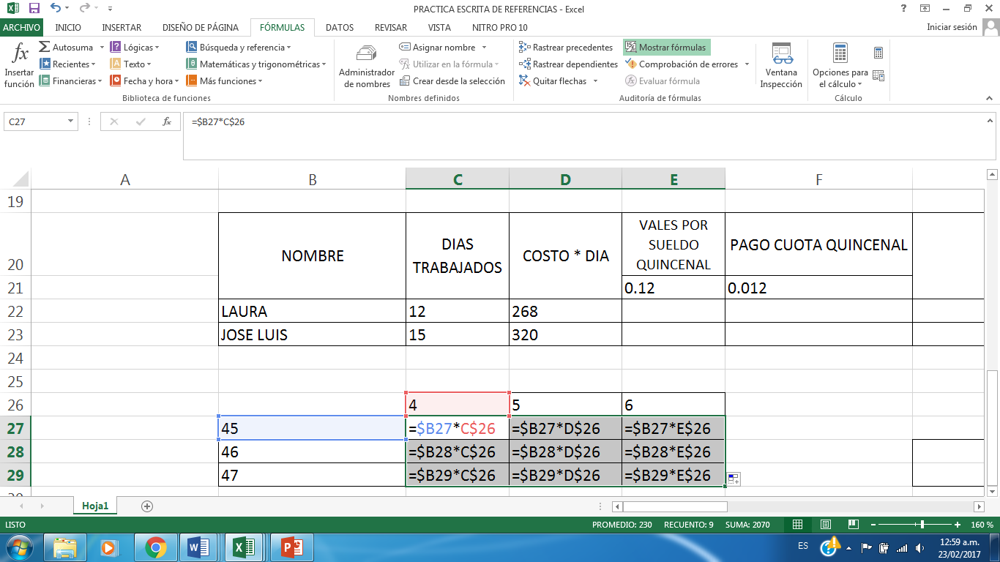 PRACTICA ESCRITA DE REFERENCIAS - Excel
ARCHIVO INICIO INSERTAR DISEÑO DE PÁGINA FÓRMULAS DATOS REVISAR VISTA NITRO PRO 10 Iniciar sesión
fx
Insertar
función
Autosuma
Recientes
Financieras
Lógicas
Texto
Fecha y hora
Búsqueda y referencia
Matemáticas y trigonométricas
Más funciones
Biblioteca de funciones
Administrador
de nombres
Asignar nombre
Utilizar en la fórmula
Crear desde la selección
Nombres definidos
Rastrear precedentes
Rastrear dependientes
Quitar flechas
Mostrar fórmulas
Comprobación de errores
Evaluar fórmula
Auditoría de fórmulas
Ventana
Inspección
Opciones para
el cálculo
Cálculo
C27 fx =$B27*C$26
A B C D E F
19
20 NOMBRE DIAS TRABAJADOS COSTO * DIA VALES POR SUELDO QUINCENAL PAGO CUOTA QUINCENAL
21 0.12 0.012
22 LAURA 12 268
23 JOSE LUIS 15 320
24
25
26 4 5 6
27 45 =$B27*C$26 =$B27*D$26 =$B27*E$26
28 46 =$B28*C$26 =$B28*D$26 =$B28*E$26
29 47 =$B29*C$26 =$B29*D$26 =$B29*E$26
Hoja1
LISTO PROMEDIO: 230 RECUENTO: 9 SUMA: 2070 160 %
ES 12:59 a.m.
23/02/2017